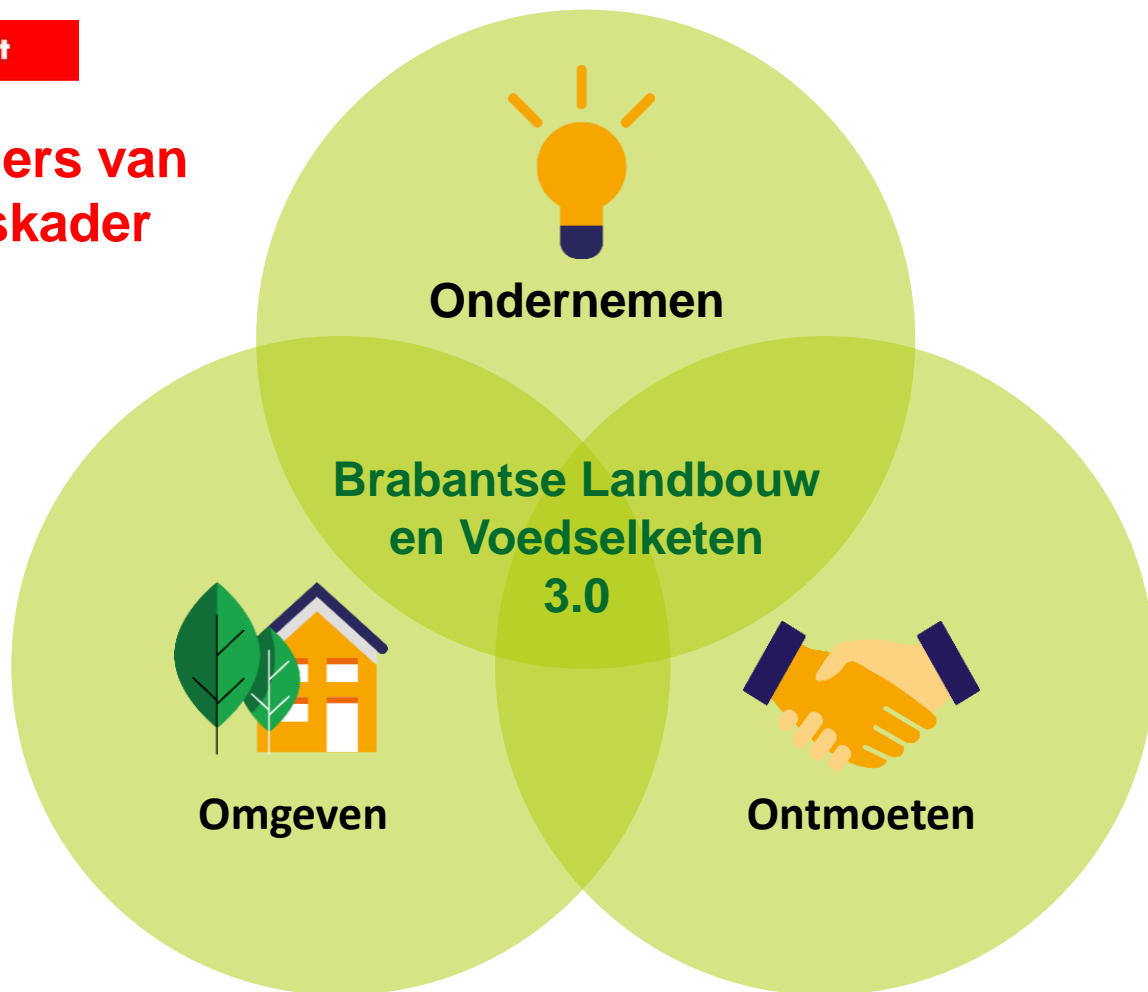 t
ers van
skader
Ondernemen
Brabantse Landbouw
en Voedselketen
3.0
Omgeven
Ontmoeten